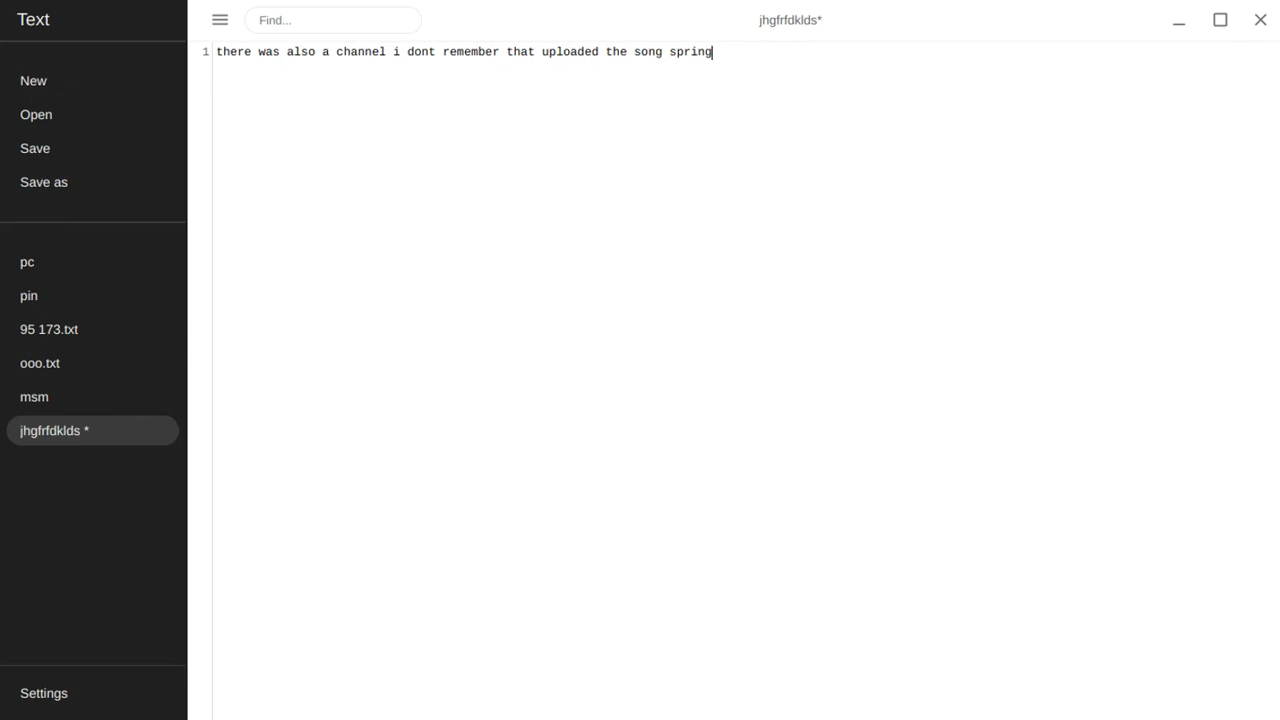 Text
Find...
jhgfrfdklds*
1 there was also a channel i dont remember that uploaded the song spring
New
Open
Save
Save as
pc
pin
95 173.txt
ooo.txt
msm
jhgfrfdklds *
Settings